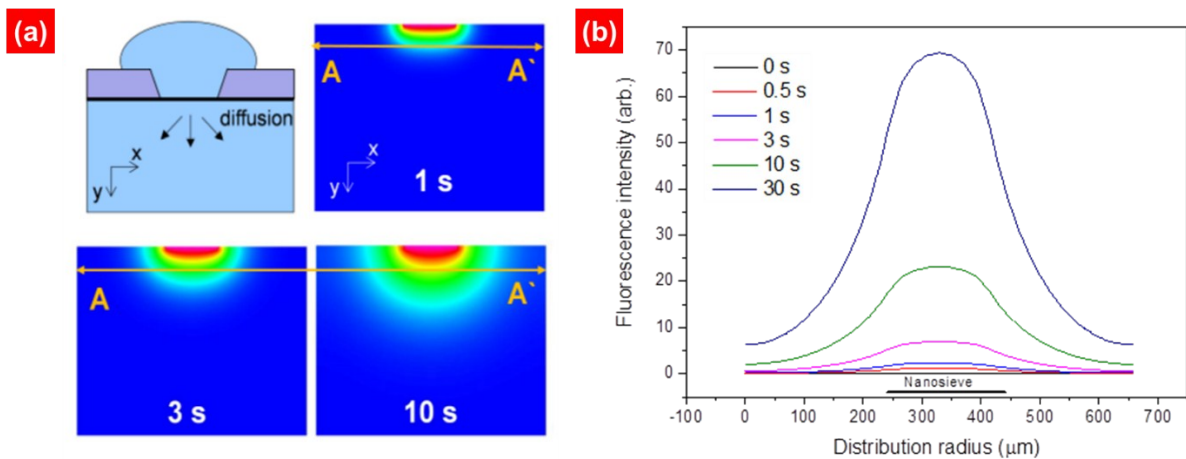 (a)
diffusion
x
y
A
A`
x
y
1 s
A
A`
3 s
10 s
(b)
Fluorescence intensity (arb.)
70
60
50
40
30
20
10
0
0 s
0.5 s
1 s
3 s
10 s
30 s
Nanosieve
-100 0 100 200 300 400 500 600 700
Distribution radius (μm)